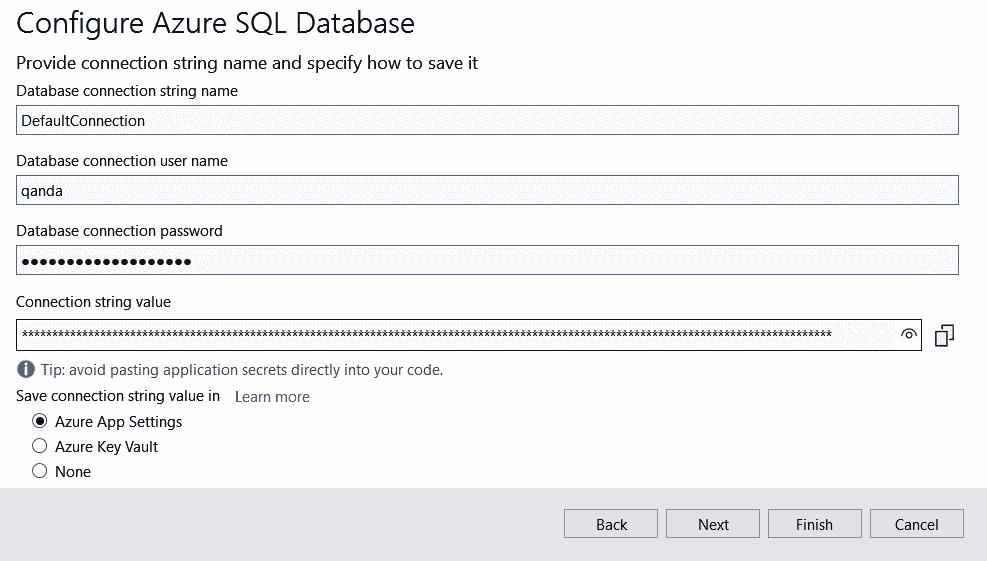 Configure Azure SQL Database
Provide connection string name and specify how to save it
Database connection string name
DefaultConnection
Database connection user name
qanda
Database connection password
●●●●●●●●●●●●●●●●●●●
Connection string value
***************************************************************************************************************************************
Tip: avoid pasting application secrets directly into your code.
Save connection string value in Learn more
Azure App Settings
Azure Key Vault
None
Back Next Finish Cancel